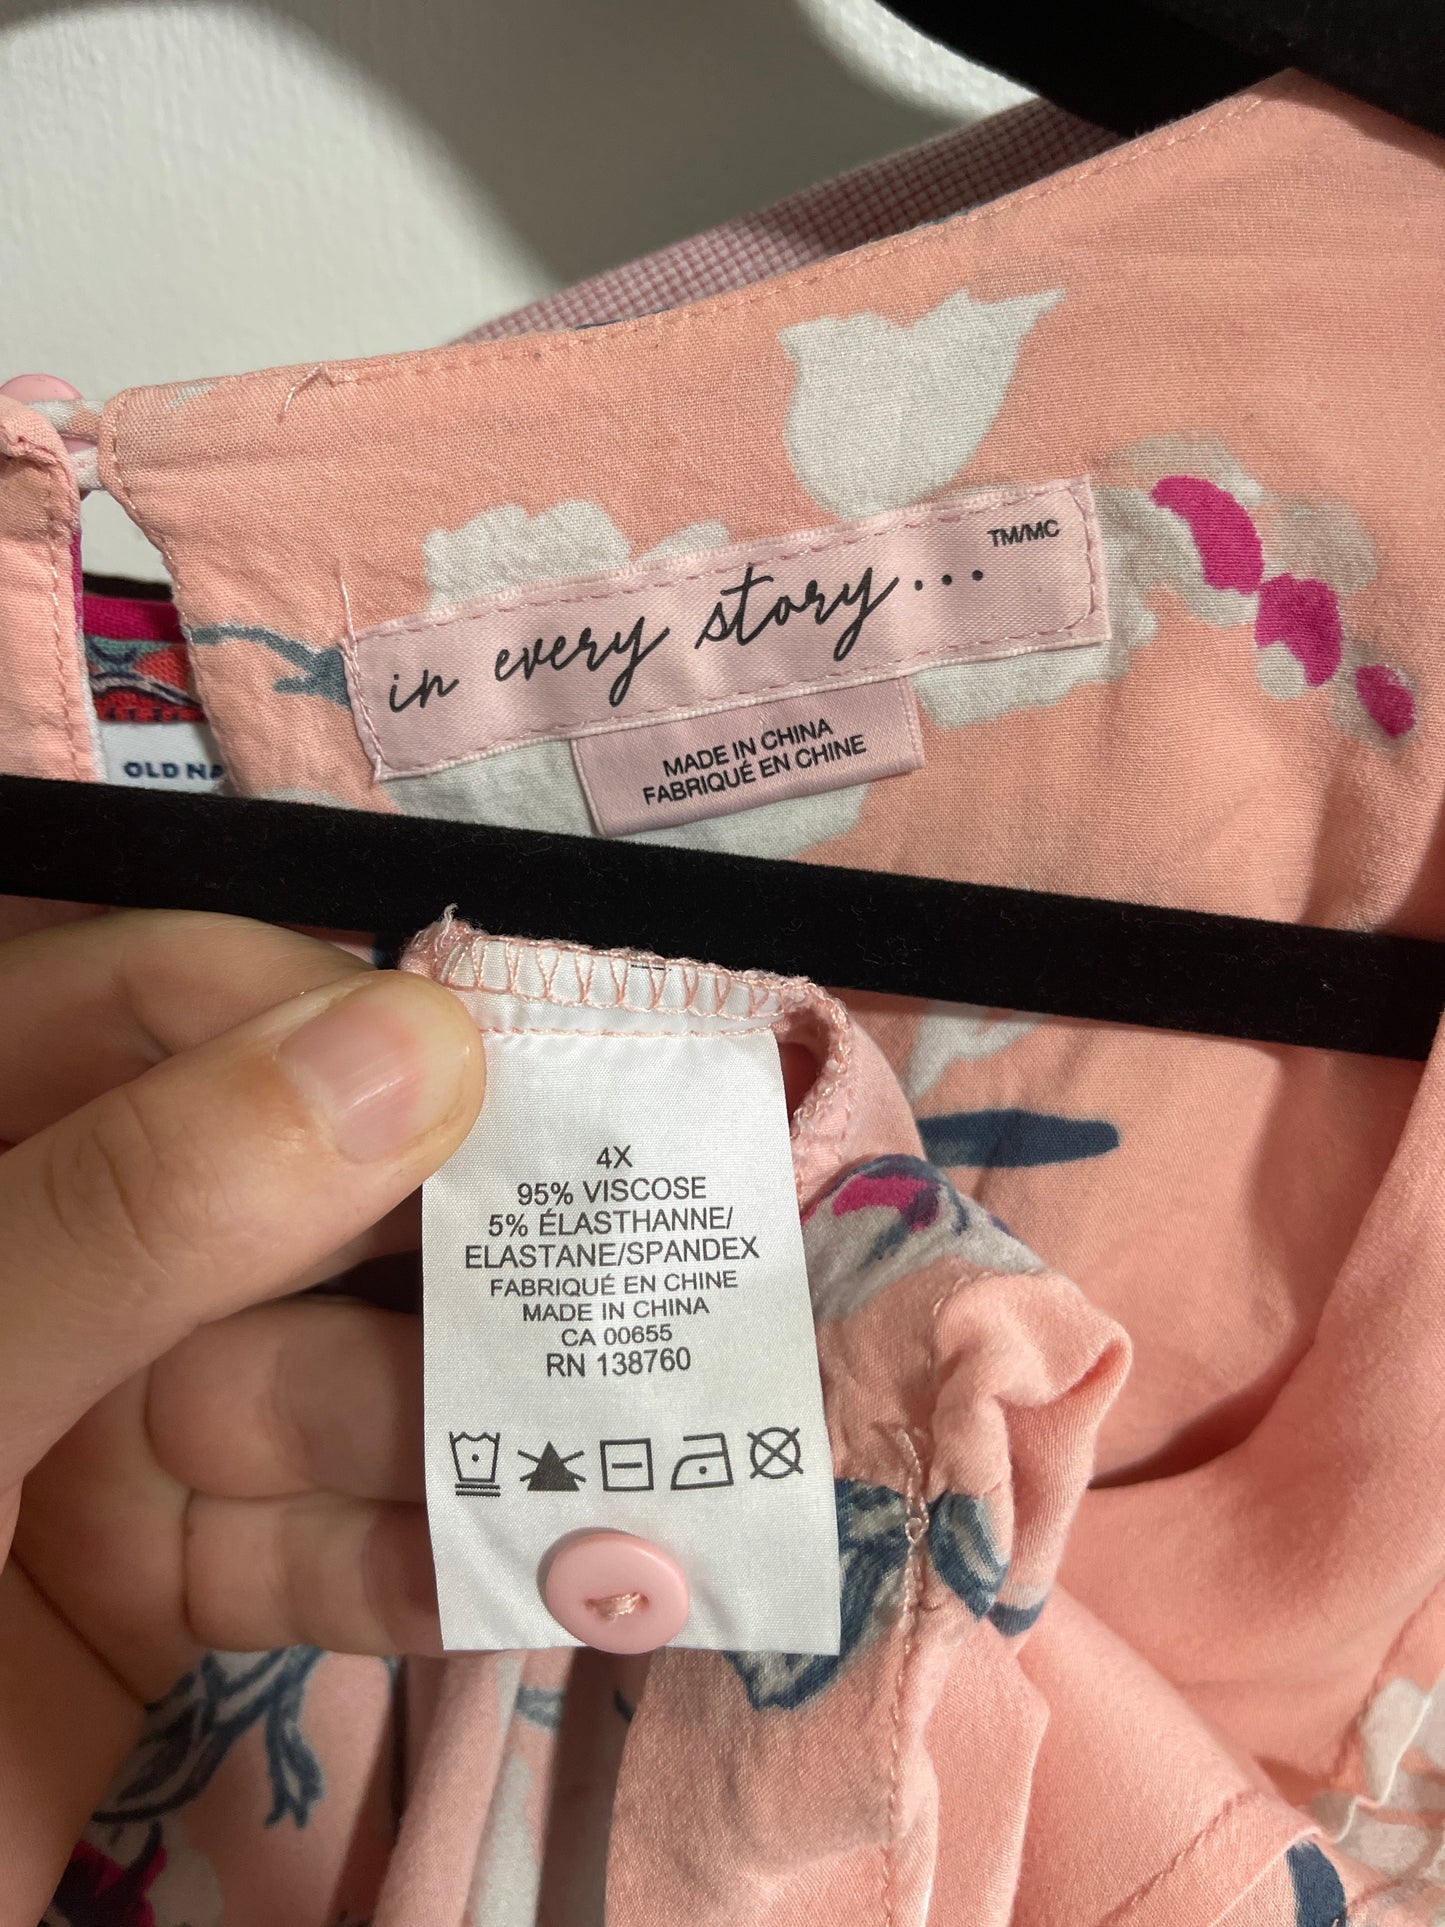 in every story... TM/MC
MADE IN CHINA
FABRIQUÉ EN CHINE
OLD NA
4X
95% VISCOSE
5% ÉLASTHANNE/
ELASTANE/SPANDEX
FABRIQUÉ EN CHINE
MADE IN CHINA
CA 00655
RN 138760